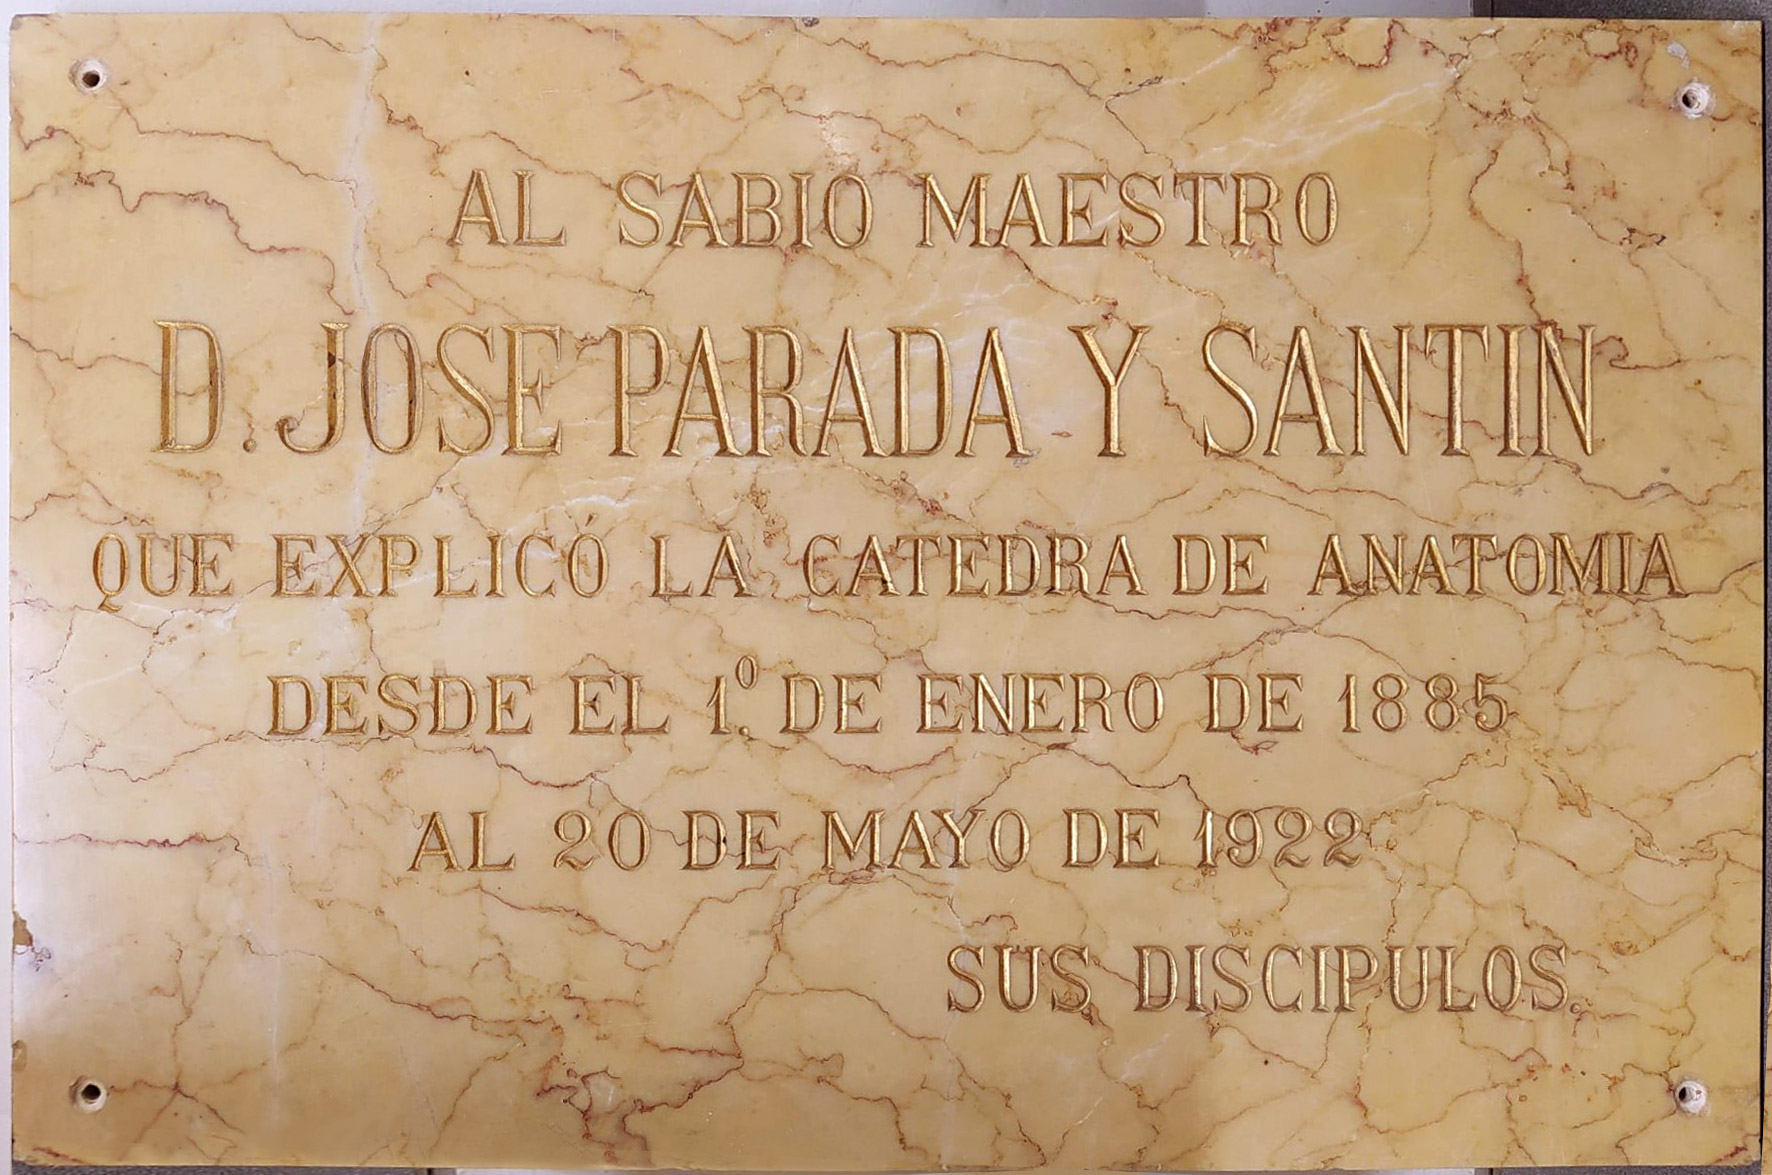 AL SABIO MAESTRO
D. JOSE PARADA Y SANTIN
QUE EXPLICÓ LA CATEDRA DE ANATOMIA
DESDE EL 1.º DE ENERO DE 1885
AL 20 DE MAYO DE 1922
SUS DISCIPULOS.